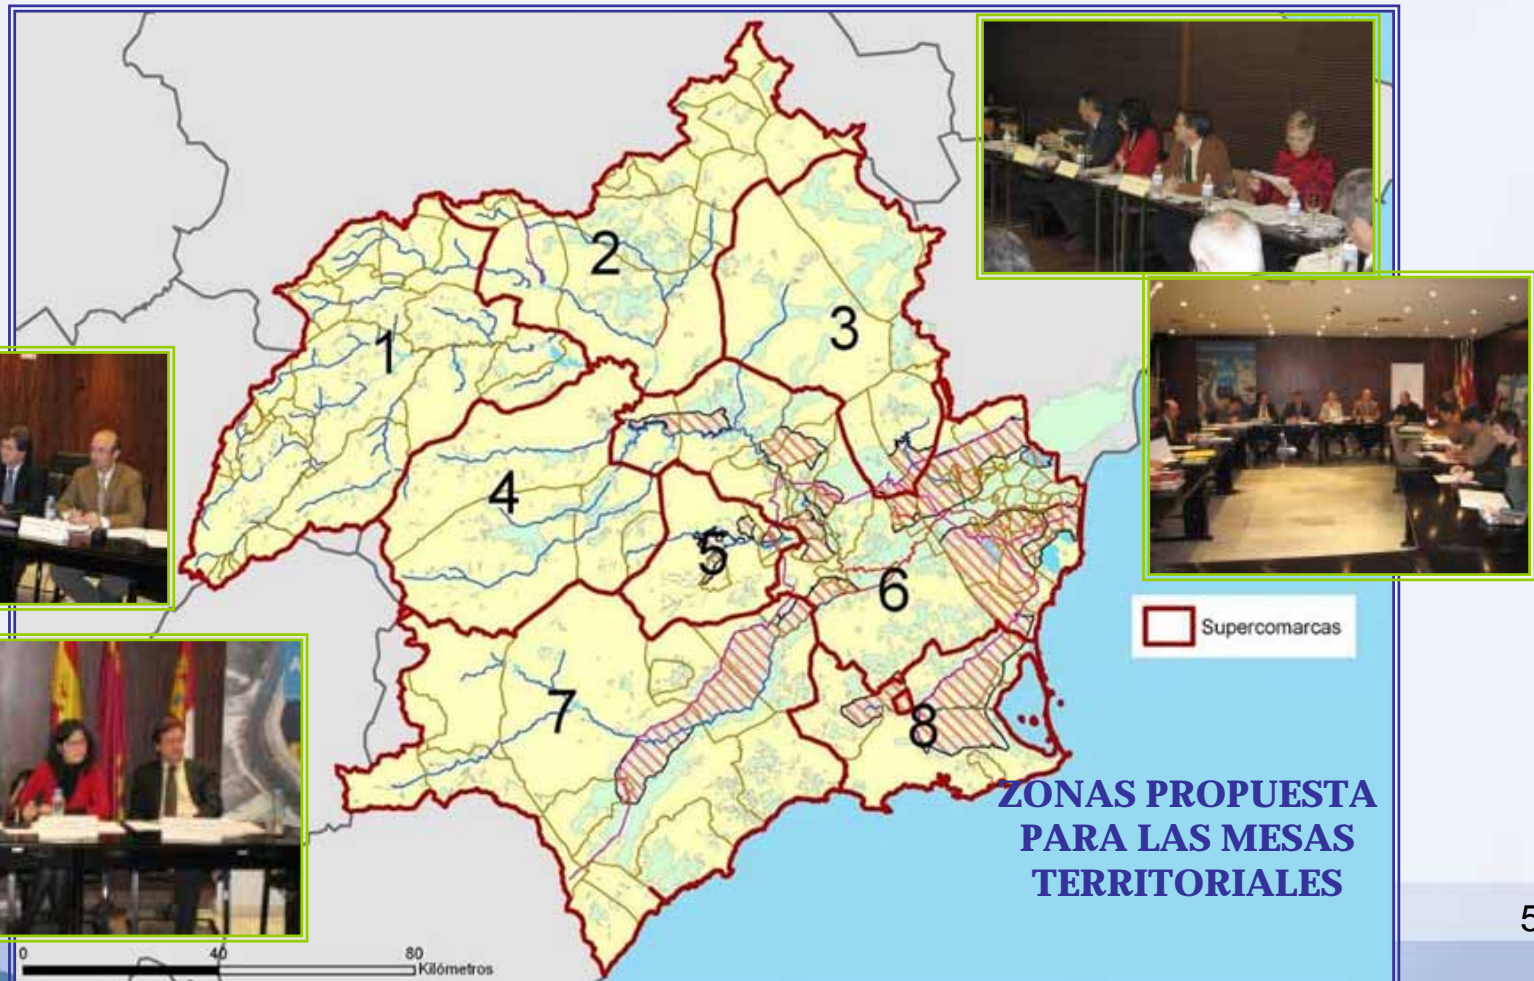 2
3
1
4
5
6
7
8
Supercomarcas
ZONAS PROPUESTA
PARA LAS MESAS
TERRITORIALES
0 40 80
Kilómetros
5